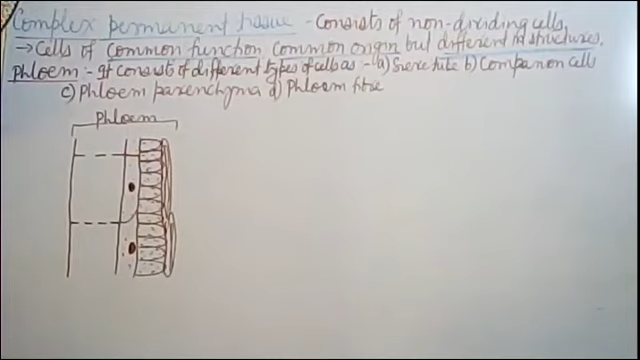 Complex permanent tissue - Consists of non-dividing cells,
→ Cells of common function common origin but different in structures.
Phloem - It consists of different types of cells as - a) Sieve tube b) Companion cells
c) Phloem parenchyma d) Phloem fibre
Phloem